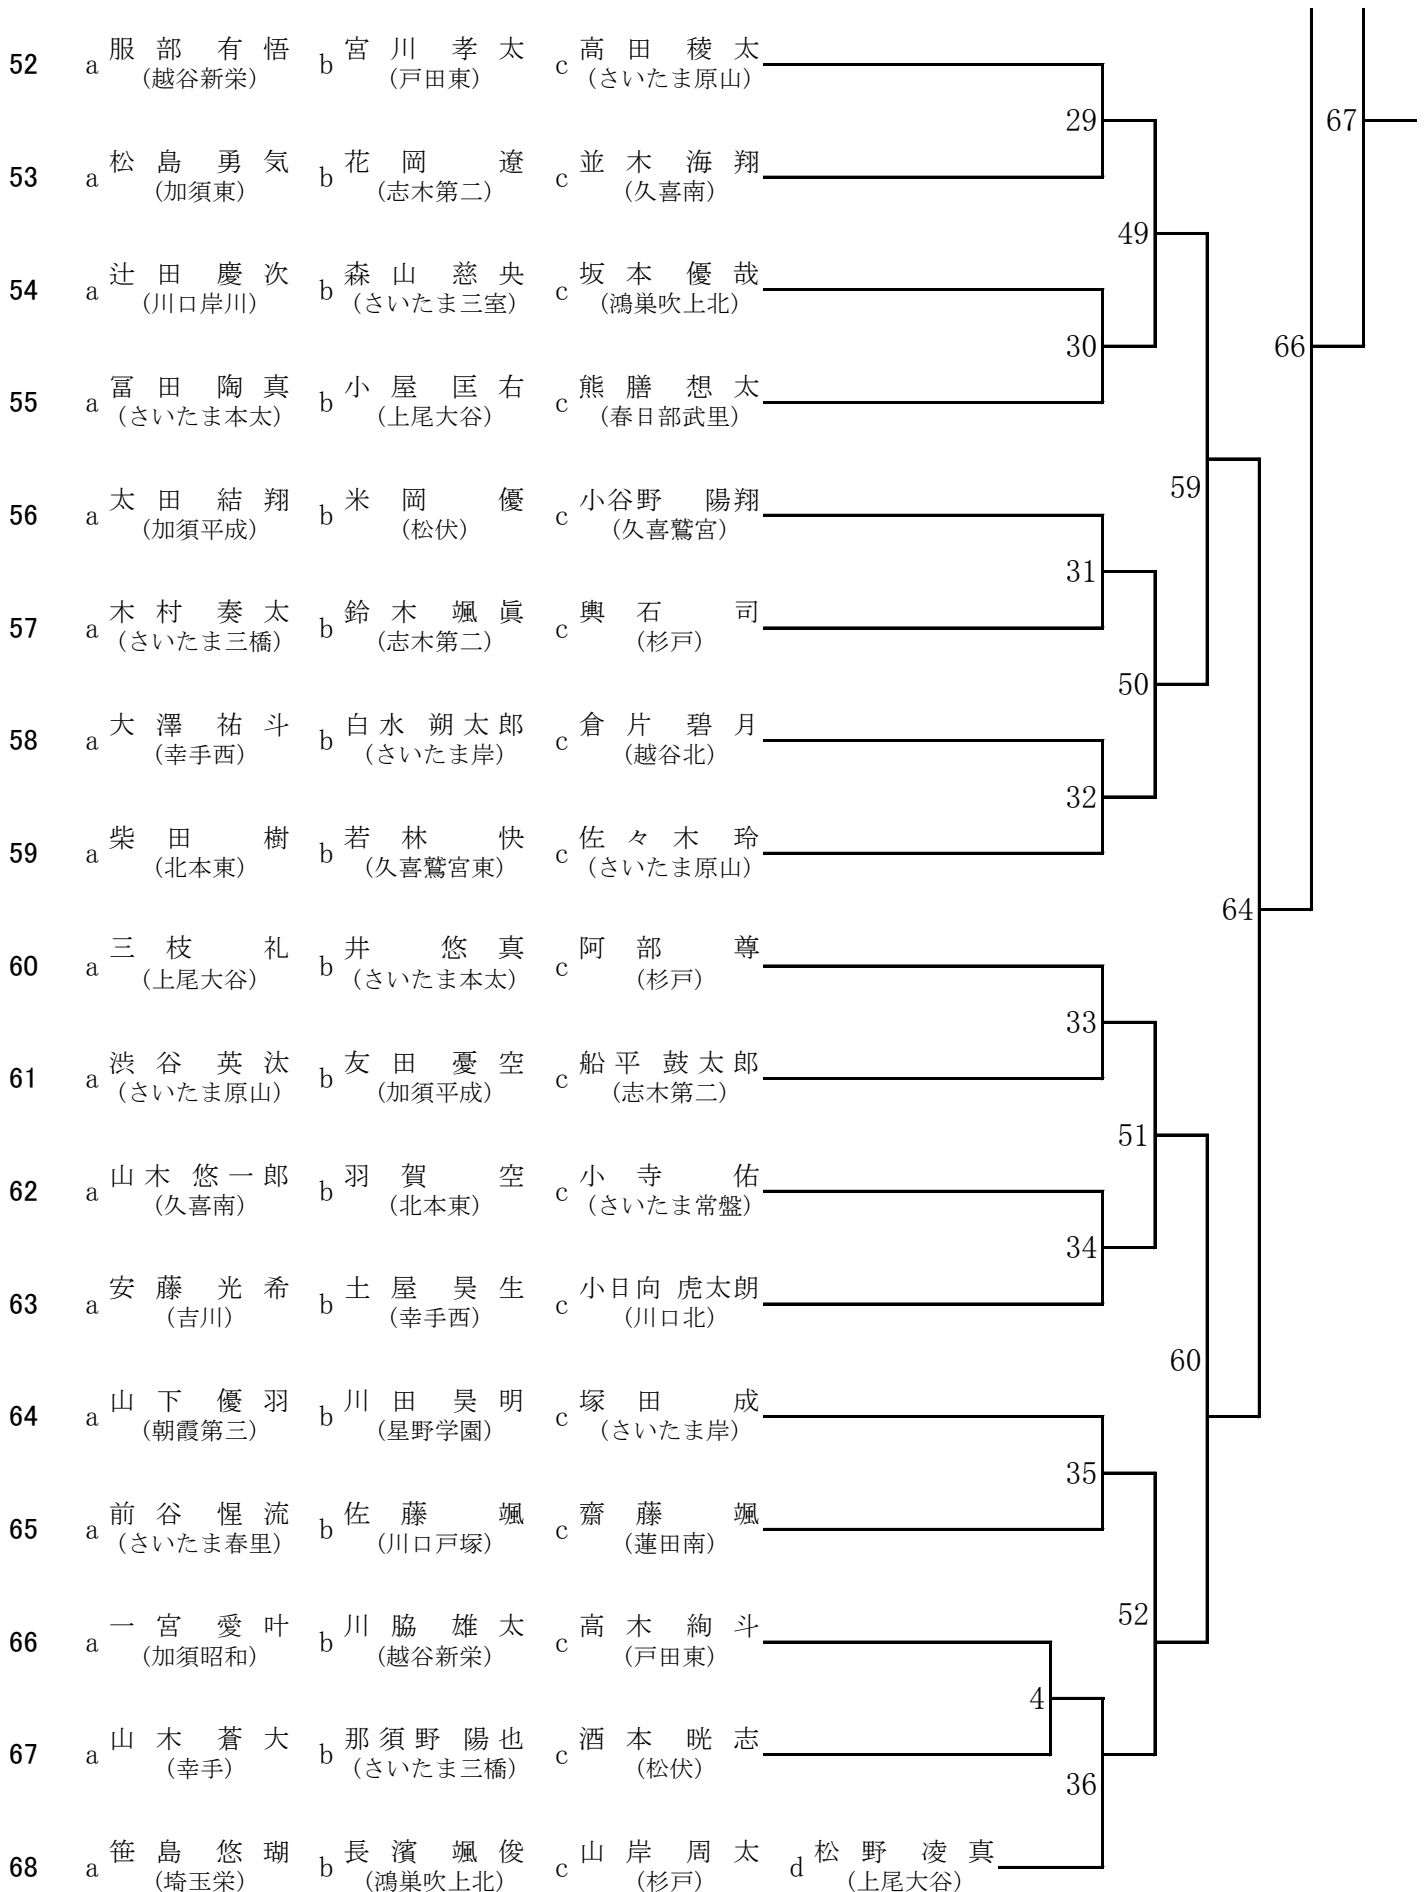 52 a 服部 有悟 b 宮川 孝太 c 高田 稜太
(越谷新栄) (戸田東) (さいたま原山)
29 67
53 a 松島 勇気 b 花岡 遼 c 並木 海翔
(加須東) (志木第二) (久喜南)
49
54 a 辻田 慶次 b 森山 慈央 c 坂本 優哉
(川口岸川) (さいたま三室) (鴻巣吹上北)
30 66
55 a 冨田 陶真 b 小屋 匡右 c 熊膳 想太
(さいたま本太) (上尾大谷) (春日部武里)
59
56 a 太田 結翔 b 米岡 優 c 小谷野 陽翔
(加須平成) (松伏) (久喜鷲宮)
31
57 a 木村 奏太 b 鈴木 颯眞 c 輿石 司
(さいたま三橋) (志木第二) (杉戸)
50
58 a 大澤 祐斗 b 白水 朔太郎 c 倉片 碧月
(幸手西) (さいたま岸) (越谷北)
32
59 a 柴田 樹 b 若林 快 c 佐々木 玲
(北本東) (久喜鷲宮東) (さいたま原山)
64
60 a 三枝 礼 b 井 悠真 c 阿部 尊
(上尾大谷) (さいたま本太) (杉戸)
33
61 a 渋谷 英汰 b 友田 憂空 c 船平 鼓太郎
(さいたま原山) (加須平成) (志木第二)
51
62 a 山木 悠一郎 b 羽賀 空 c 小寺 佑
(久喜南) (北本東) (さいたま常盤)
34
63 a 安藤 光希 b 土屋 昊生 c 小日向 虎太朗
(吉川) (幸手西) (川口北)
60
64 a 山下 優羽 b 川田 昊明 c 塚田 成
(朝霞第三) (星野学園) (さいたま岸)
35
65 a 前谷 惺流 b 佐藤 颯 c 齋藤 颯
(さいたま春里) (川口戸塚) (蓮田南)
52
66 a 一宮 愛叶 b 川脇 雄太 c 高木 絢斗
(加須昭和) (越谷新栄) (戸田東)
4
67 a 山木 蒼大 b 那須野 陽也 c 酒本 晄志
(幸手) (さいたま三橋) (松伏)
36
68 a 笹島 悠瑚 b 長濱 颯俊 c 山岸 周太 d 松野 凌真
(埼玉栄) (鴻巣吹上北) (杉戸) (上尾大谷)